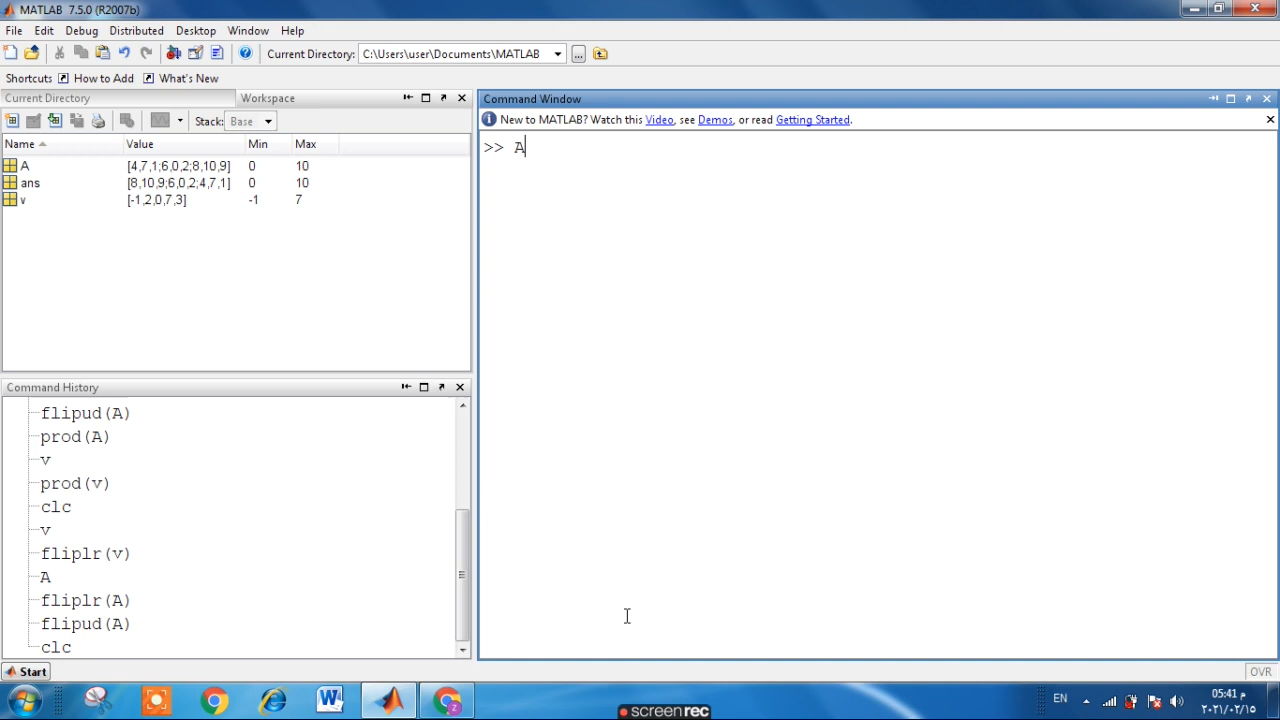 MATLAB 7.5.0 (R2007b)
File Edit Debug Distributed Desktop Window Help
Current Directory: C:\Users\user\Documents\MATLAB ...
Shortcuts How to Add What's New
Current Directory Workspace
Stack: Base
Name Value Min Max
A [4,7,1;6,0,2;8,10,9] 0 10
ans [8,10,9;6,0,2;4,7,1] 0 10
v [-1,2,0,7,3] -1 7
Command History
flipud(A)
prod(A)
v
prod(v)
clc
v
fliplr(v)
A
fliplr(A)
flipud(A)
clc
Command Window
New to MATLAB? Watch this Video, see Demos, or read Getting Started.
>> A
Start
OVR
EN
05:41 م
٢٠٢١/٠٢/١٥
screenrec